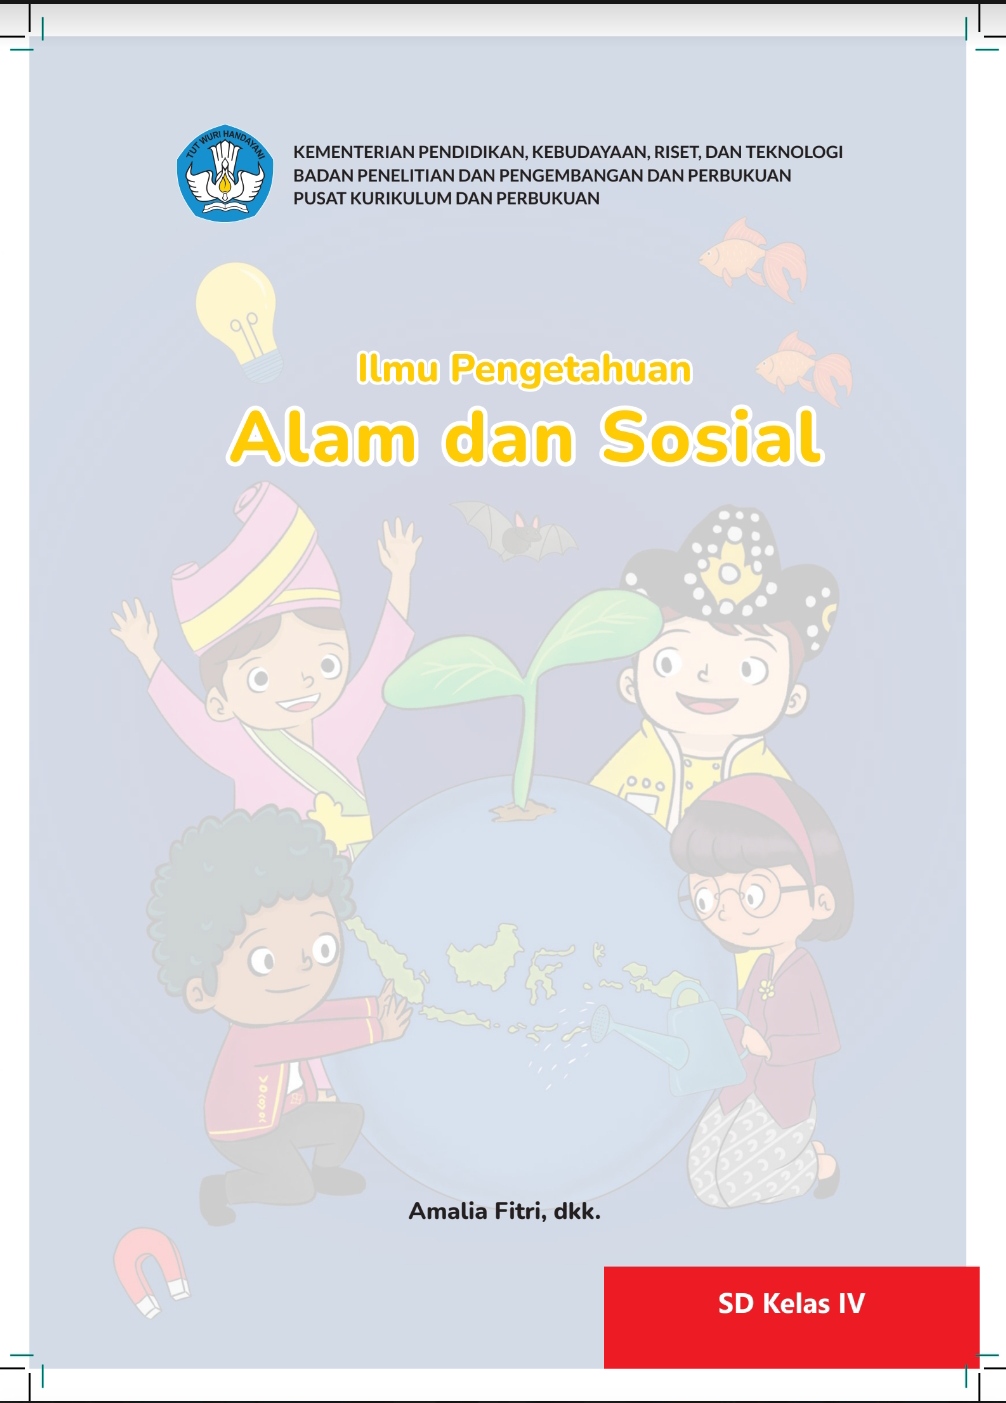 TUT WURI HANDAYANI
KEMENTERIAN PENDIDIKAN, KEBUDAYAAN, RISET, DAN TEKNOLOGI
BADAN PENELITIAN DAN PENGEMBANGAN DAN PERBUKUAN
PUSAT KURIKULUM DAN PERBUKUAN
Ilmu Pengetahuan
Alam dan Sosial
Amalia Fitri, dkk.
SD Kelas IV